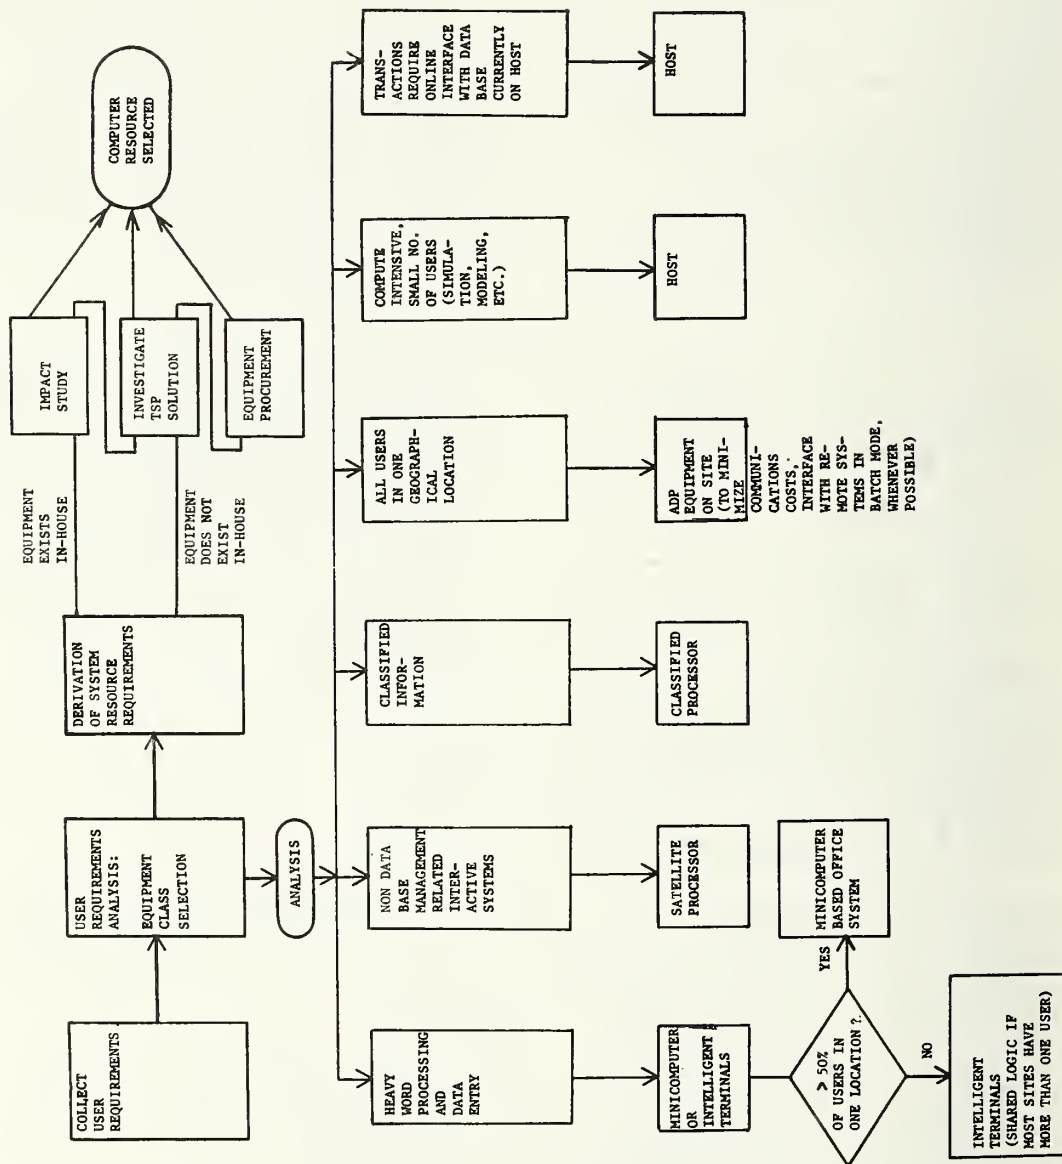 COLLECT
USER
REQUIREMENTS
USER
REQUIREMENTS
ANALYSIS:
EQUIPMENT
CLASS
SELECTION
DERIVATION
OF SYSTEM
RESOURCE
REQUIREMENTS
EQUIPMENT
EXISTS
IN-HOUSE
EQUIPMENT
DOES NOT
EXIST
IN-HOUSE
IMPACT
STUDY
INVESTIGATE
TSP
SOLUTION
EQUIPMENT
PROCUREMENT
COMPUTER
RESOURCE
SELECTED
ANALYSIS
HEAVY
WORD
PROCESSING
AND DATA
ENTRY
NON DATA
BASE
MANAGEMENT
RELATED
INTER-
ACTIVE
SYSTEMS
CLASSIFIED
INFOR-
MATION
ALL USERS
IN ONE
GEOGRAPH-
ICAL
LOCATION
COMPUTE
INTENSIVE,
SMALL NO.
OF USERS
(SIMULA-
TION,
MODELING,
ETC.)
TRANS-
ACTIONS
REQUIRE
ONLINE
INTERFACE
WITH DATA
BASE
CURRENTLY
ON HOST
MINICOMPUTER
OR
INTELLIGENT
TERMINALS
SATELLITE
PROCESSOR
CLASSIFIED
PROCESSOR
ADP
EQUIPMENT
ON SITE
(TO MINI-
MIZE
COMMUNI-
CATIONS
COSTS,
INTERFACE
WITH RE-
MOTE SYS-
TEMS IN
BATCH MODE,
WHENEVER
POSSIBLE)
HOST
HOST
> 50%
OF USERS IN
ONE LOCATION ?
YES
MINICOMPUTER
BASED OFFICE
SYSTEM
NO
INTELLIGENT
TERMINALS
(SHARED LOGIC IF
MOST SITES HAVE
MORE THAN ONE USER)